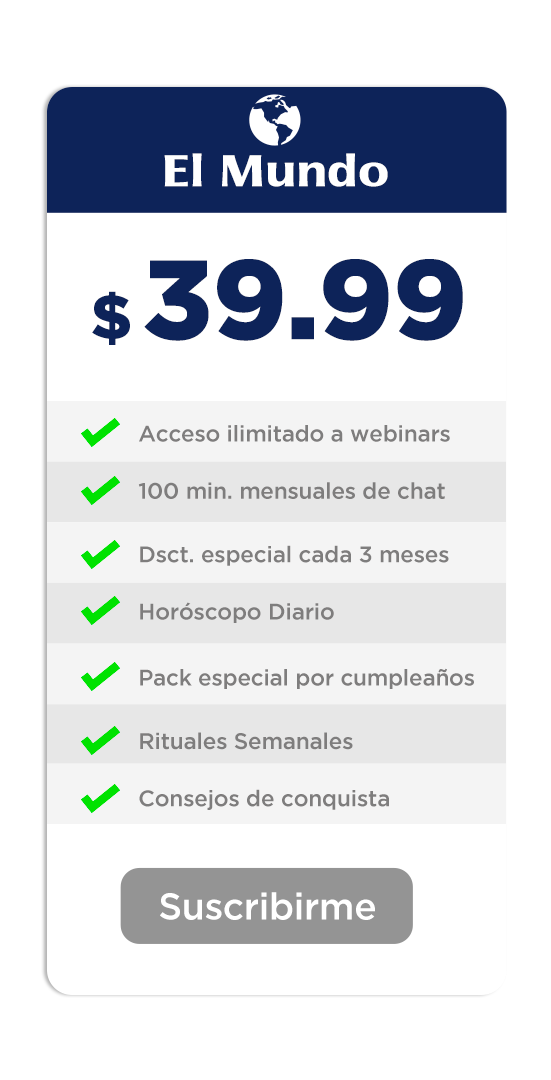 El Mundo
$ 39.99
Acceso ilimitado a webinars
100 min. mensuales de chat
Dsct. especial cada 3 meses
Horóscopo Diario
Pack especial por cumpleaños
Rituales Semanales
Consejos de conquista
Suscribirme